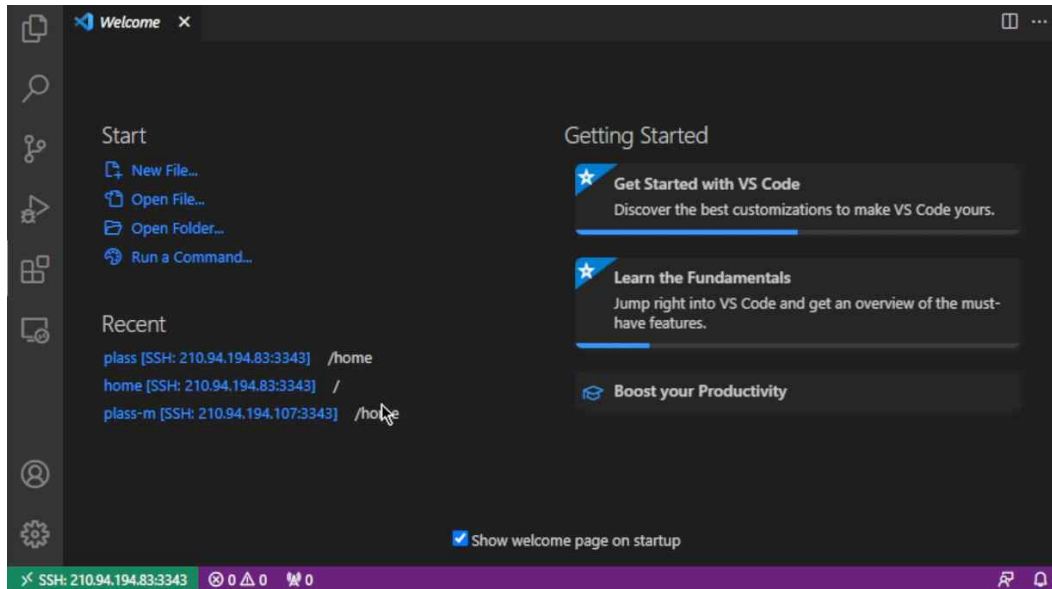 Welcome
Start
New File...
Open File...
Open Folder...
Run a Command...
Recent
plass [SSH: 210.94.194.83:3343] /home
home [SSH: 210.94.194.83:3343] /
plass-m [SSH: 210.94.194.107:3343] /home
Getting Started
Get Started with VS Code
Discover the best customizations to make VS Code yours.
Learn the Fundamentals
Jump right into VS Code and get an overview of the must-
have features.
Boost your Productivity
Show welcome page on startup
SSH: 210.94.194.83:3343 0 0 0